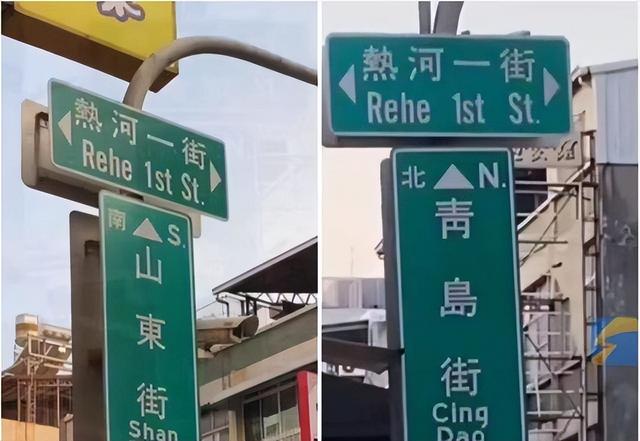 熱河一街
Rehe 1st St.
南 S.
山東街
Shan
熱河一街
Rehe 1st St.
北 N.
靑島街
Cing
Dao